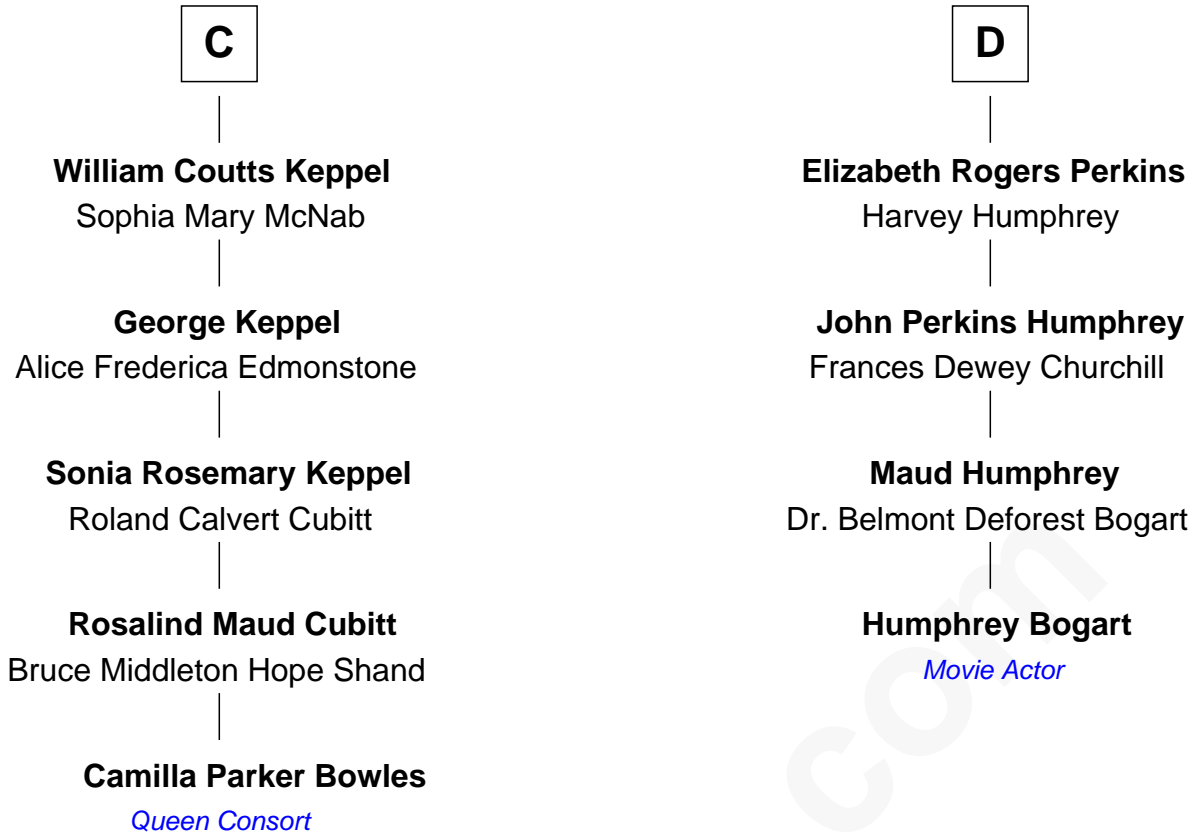 C
William Coutts Keppel
Sophia Mary McNab
George Keppel
Alice Frederica Edmonstone
Sonia Rosemary Keppel
Roland Calvert Cubitt
Rosalind Maud Cubitt
Bruce Middleton Hope Shand
Camilla Parker Bowles
Queen Consort
D
Elizabeth Rogers Perkins
Harvey Humphrey
John Perkins Humphrey
Frances Dewey Churchill
Maud Humphrey
Dr. Belmont Deforest Bogart
Humphrey Bogart
Movie Actor
com